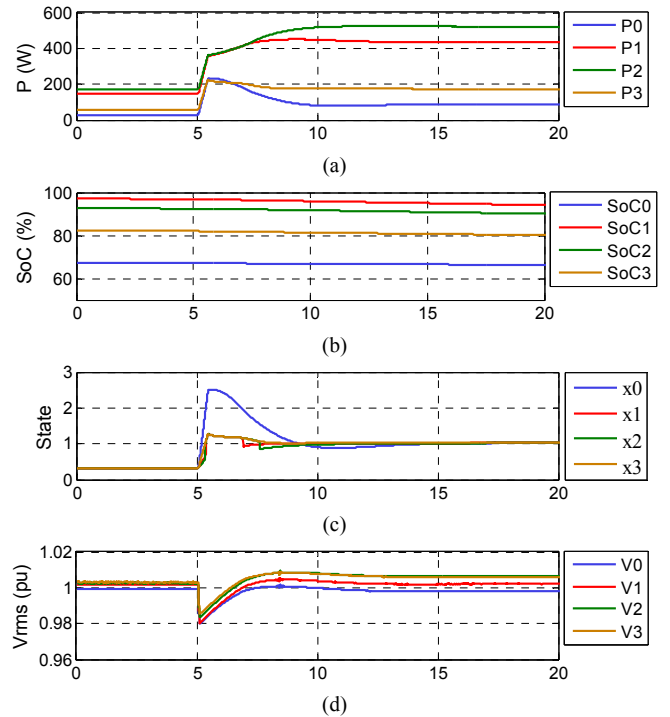 P (W)
600
400
200
0
0
5
10
15
20
P0
P1
P2
P3
(a)
SoC (%)
100
80
60
0
5
10
15
20
SoC0
SoC1
SoC2
SoC3
(b)
State
3
2
1
0
0
5
10
15
20
x0
x1
x2
x3
(c)
Vrms (pu)
1.02
1
0.98
0.96
0
5
10
15
20
V0
V1
V2
V3
(d)